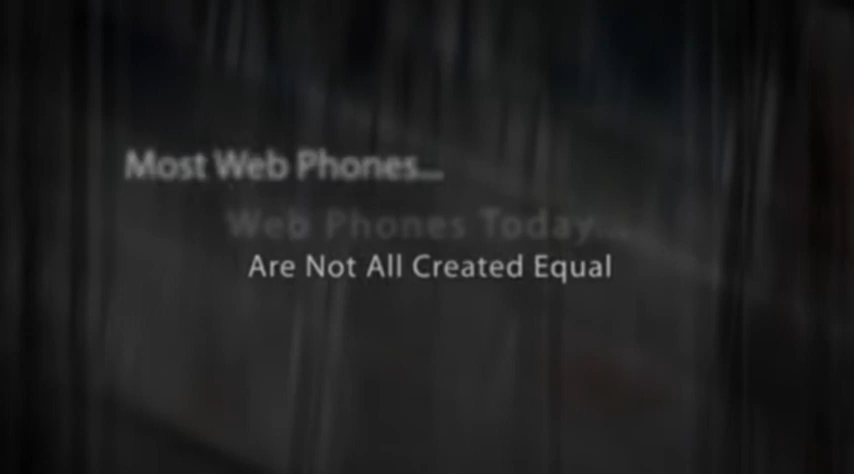 Most Web Phones...
Web Phones Today...
Are Not All Created Equal